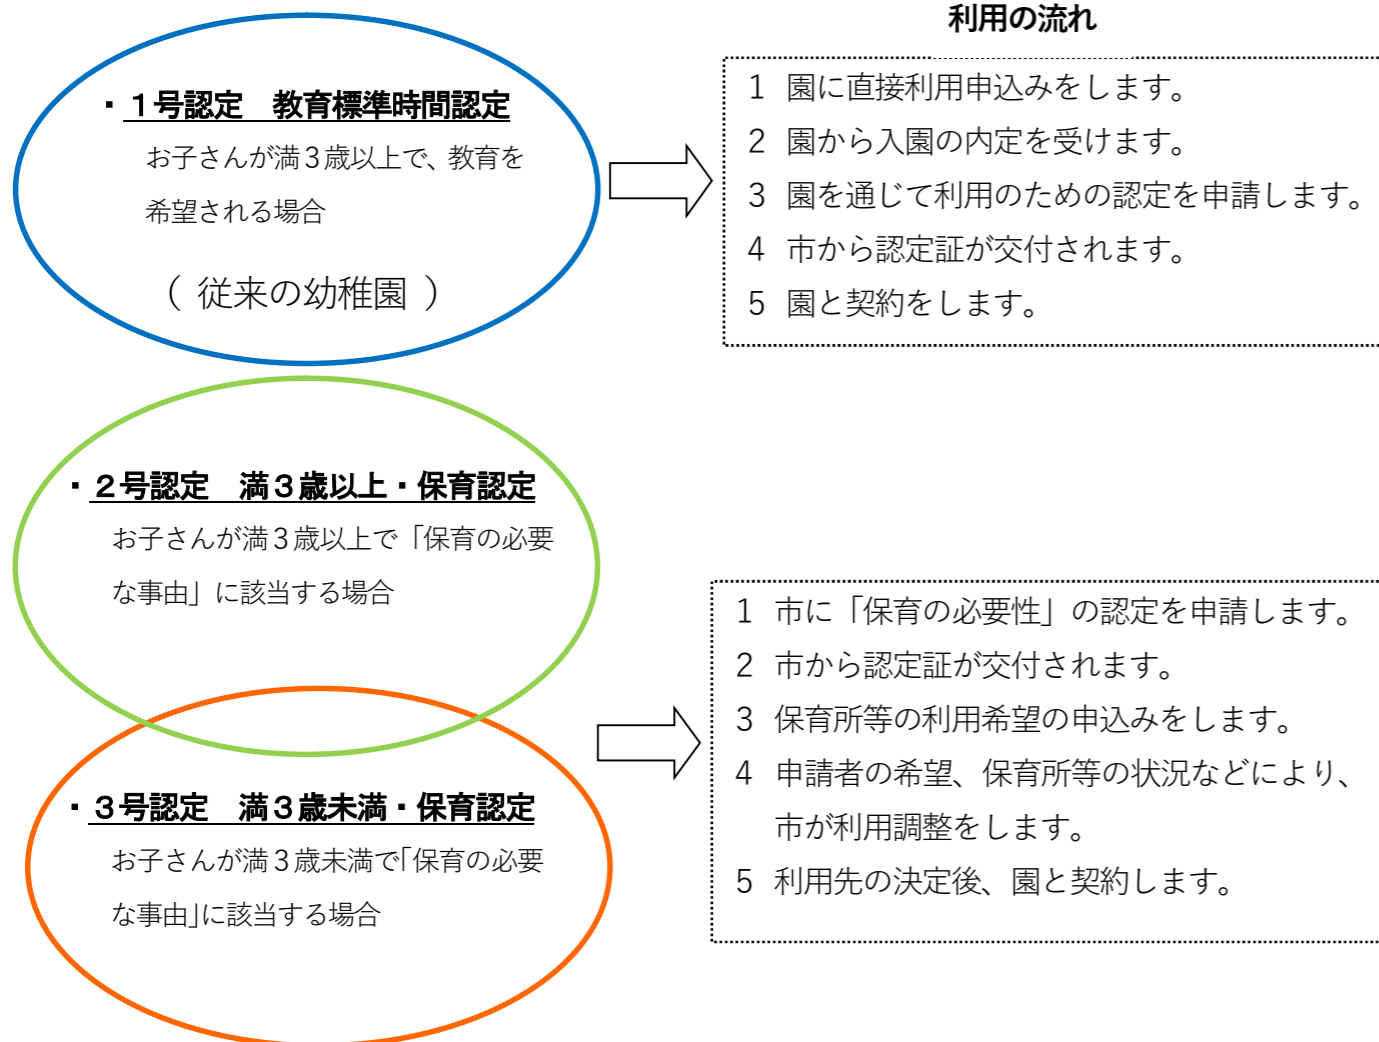 利用の流れ
・１号認定　教育標準時間認定
お子さんが満３歳以上で、教育を
希望される場合
（ 従来の幼稚園 ）
1 園に直接利用申込みをします。
2 園から入園の内定を受けます。
3 園を通じて利用のための認定を申請します。
4 市から認定証が交付されます。
5 園と契約をします。
・２号認定　満３歳以上・保育認定
お子さんが満３歳以上で「保育の必要
な事由」に該当する場合
・３号認定　満３歳未満・保育認定
お子さんが満３歳未満で「保育の必要
な事由」に該当する場合
1 市に「保育の必要性」の認定を申請します。
2 市から認定証が交付されます。
3 保育所等の利用希望の申込みをします。
4 申請者の希望、保育所等の状況などにより、
市が利用調整をします。
5 利用先の決定後、園と契約します。